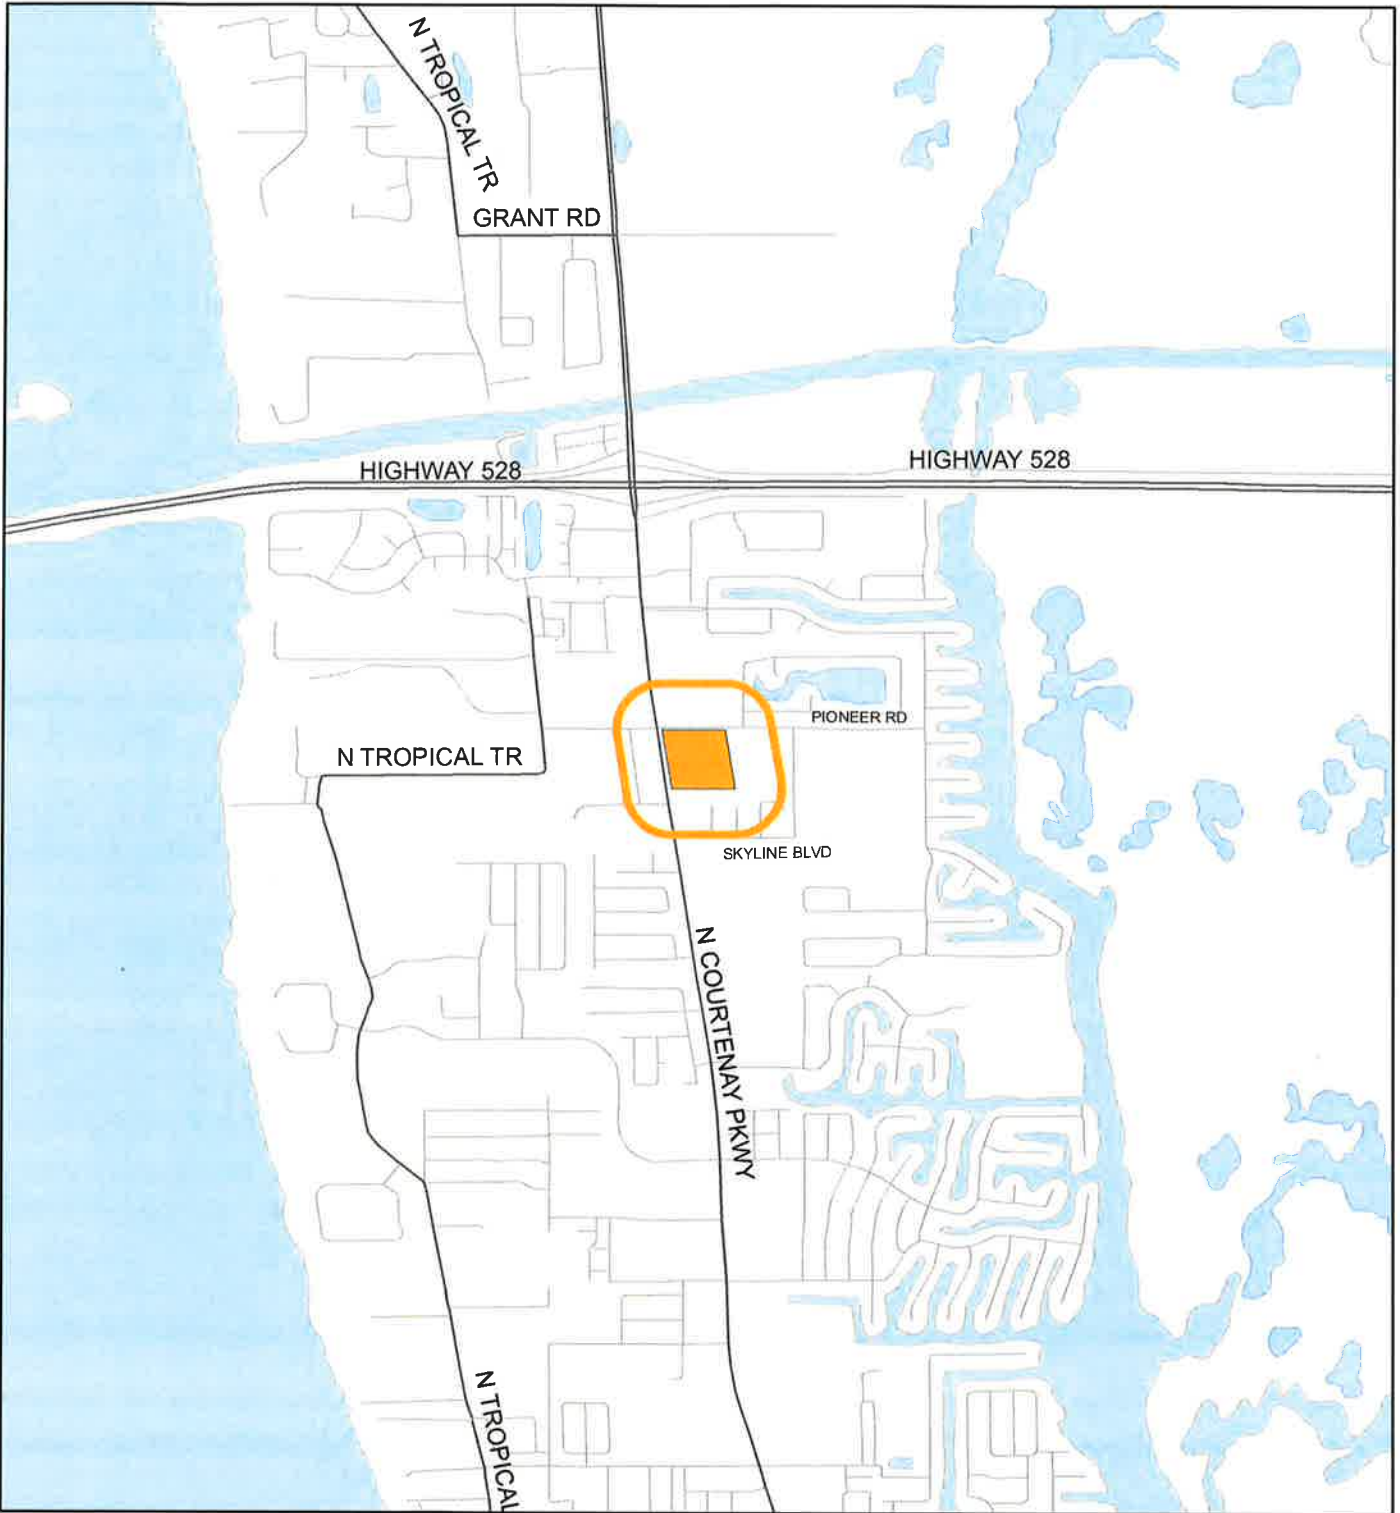 N TROPICAL TR
GRANT RD
HIGHWAY 528
HIGHWAY 528
PIONEER RD
N TROPICAL TR
SKYLINE BLVD
N COURTENAY PKWY
N TROPICAL